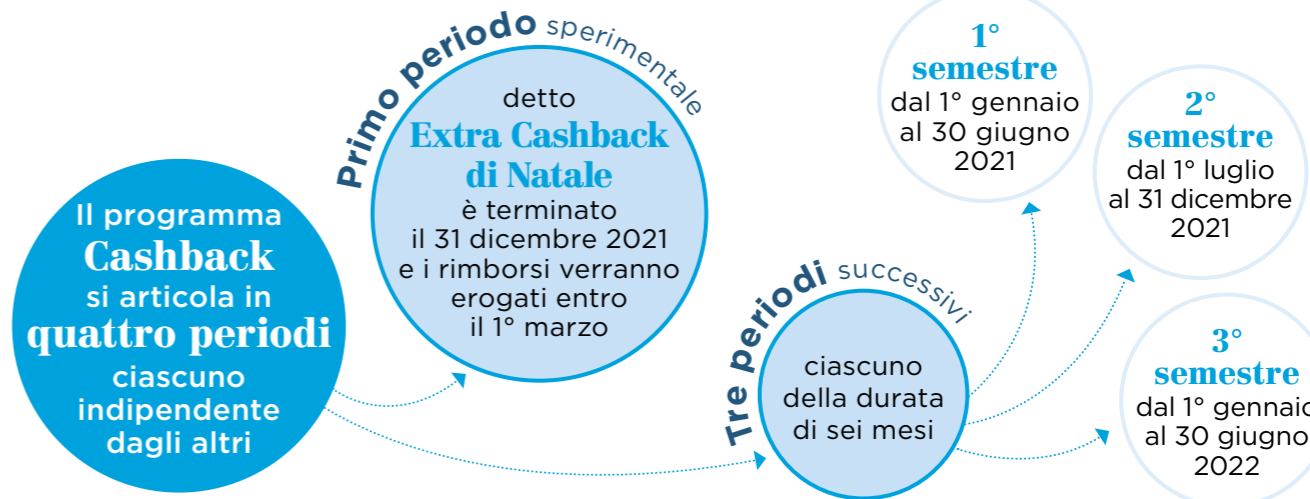 Il programma
Cashback
si articola in
quattro periodi
ciascuno
indipendente
dagli altri
Primo periodo sperimentale
detto
Extra Cashback
di Natale
è terminato
il 31 dicembre 2021
e i rimborsi verranno
erogati entro
il 1° marzo
Tre periodi successivi
ciascuno
della durata
di sei mesi
1°
semestre
dal 1° gennaio
al 30 giugno
2021
2°
semestre
dal 1° luglio
al 31 dicembre
2021
3°
semestre
dal 1° gennaio
al 30 giugno
2022